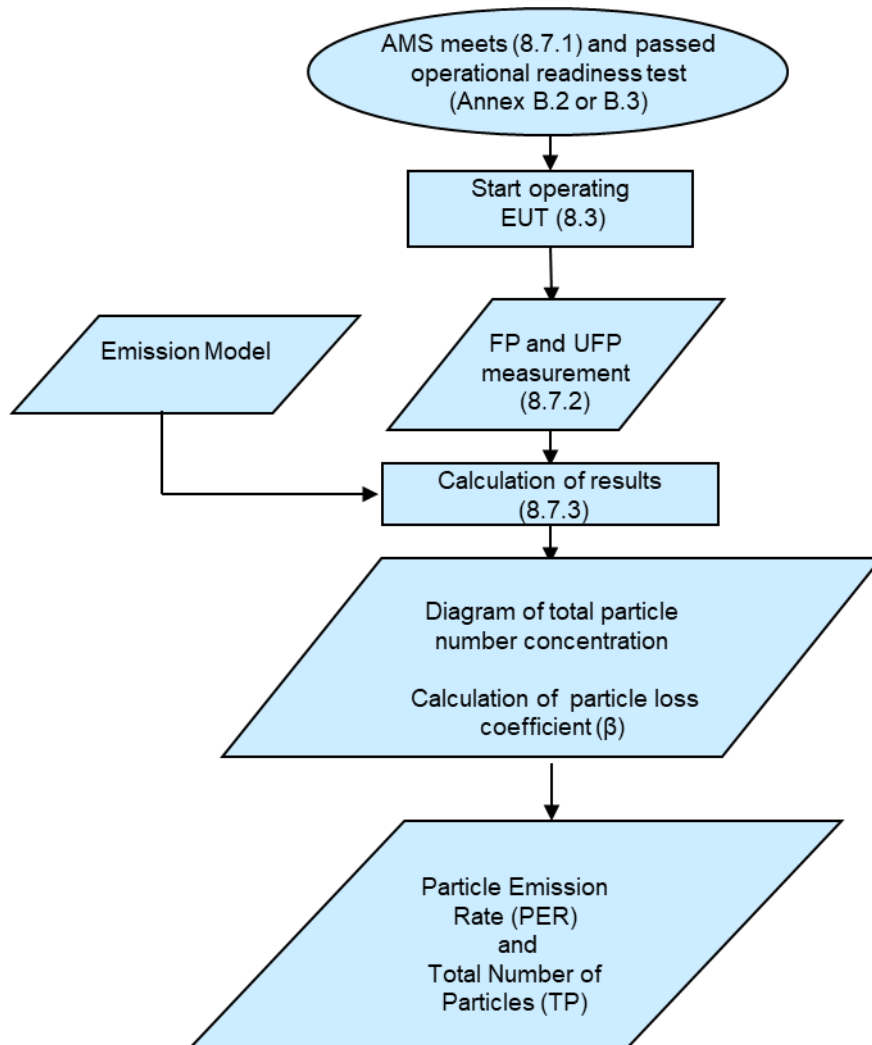 AMS meets (8.7.1) and passed
operational readiness test
(Annex B.2 or B.3)
Start operating
EUT (8.3)
Emission Model
FP and UFP
measurement
(8.7.2)
Calculation of results
(8.7.3)
Diagram of total particle
number concentration
Calculation of particle loss
coefficient (β)
Particle Emission
Rate (PER)
and
Total Number of
Particles (TP)